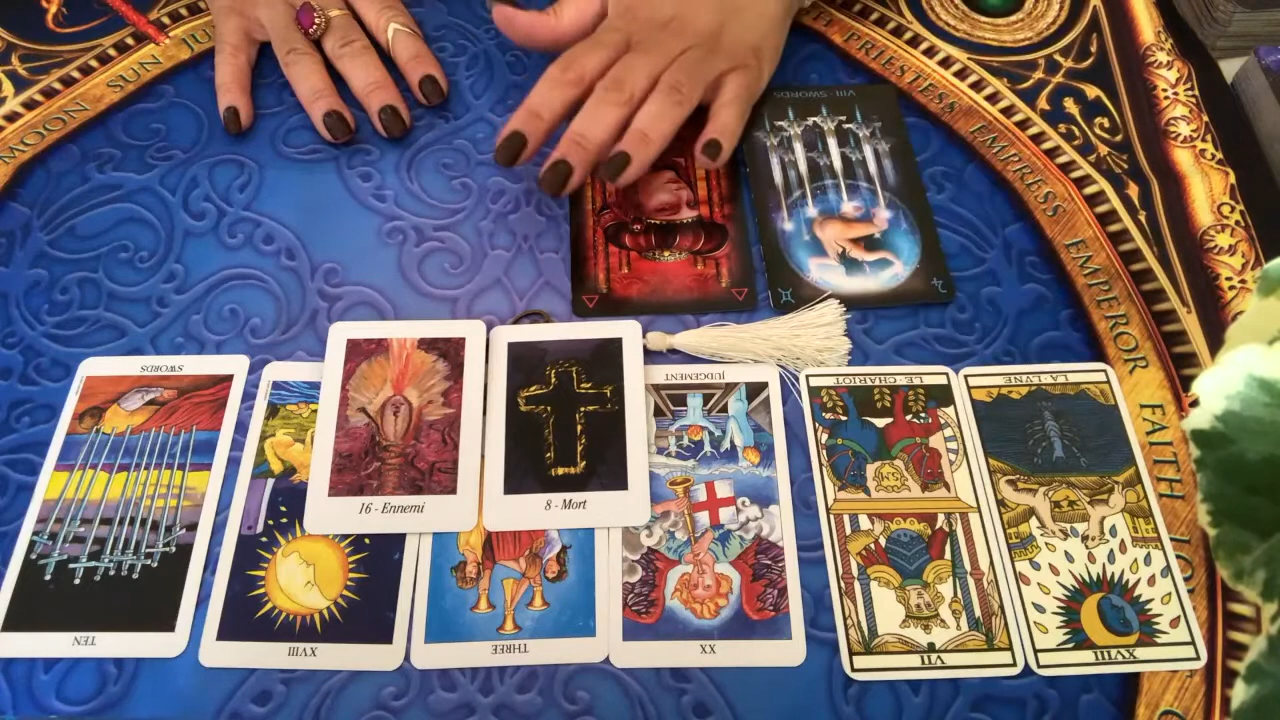 MOON SUN JU
PRIESTESS EMPRESS EMPEROR FAITH
VIII - SWORDS
SWORDS
TEN
XVIII
16 - Ennemi
8 - Mort
THREE
JUDGEMENT
XX
LE·CHARIOT
VII
LA·LVNE
XVIII